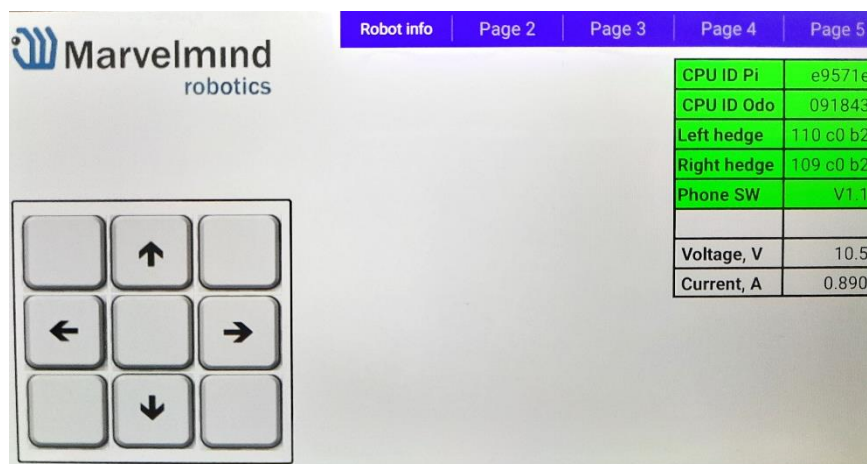 Marvelmind
robotics
Robot info Page 2 Page 3 Page 4 Page 5
CPU ID Pi e9571e
CPU ID Odo 091843
Left hedge 110 c0 b2
Right hedge 109 c0 b2
Phone SW V1.1
Voltage, V 10.5
Current, A 0.890